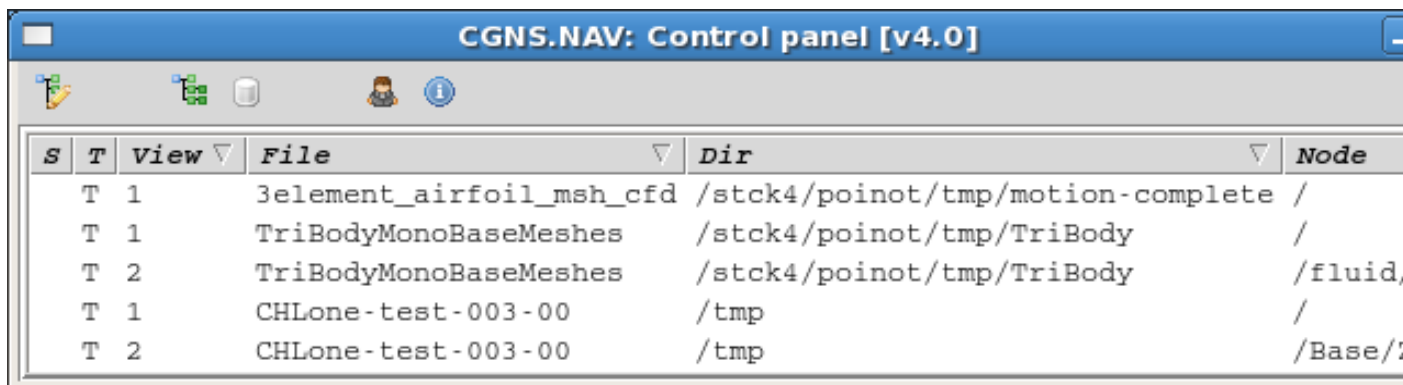 CGNS.NAV: Control panel [v4.0]
S T View File Dir Node
T 1 3element_airfoil_msh_cfd /stck4/poinot/tmp/motion-complete /
T 1 TriBodyMonoBaseMeshes /stck4/poinot/tmp/TriBody /
T 2 TriBodyMonoBaseMeshes /stck4/poinot/tmp/TriBody /fluid/
T 1 CHLone-test-003-00 /tmp /
T 2 CHLone-test-003-00 /tmp /Base/